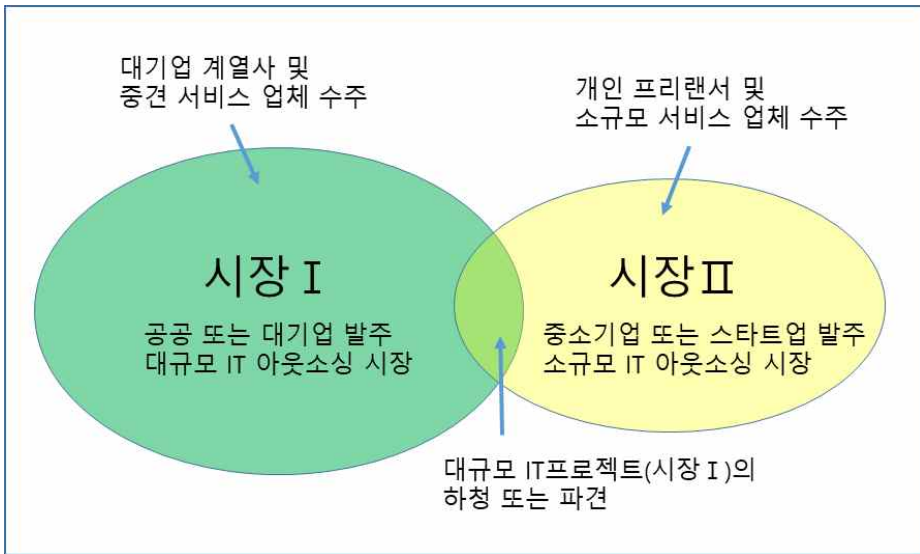 대기업 계열사 및
중견 서비스 업체 수주
개인 프리랜서 및
소규모 서비스 업체 수주
시장 Ⅰ
공공 또는 대기업 발주
대규모 IT 아웃소싱 시장
시장 Ⅱ
중소기업 또는 스타트업 발주
소규모 IT 아웃소싱 시장
대규모 IT프로젝트(시장Ⅰ)의
하청 또는 파견